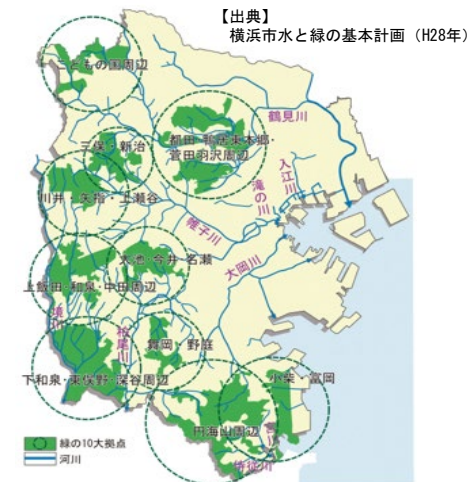 【出典】
横浜市水と緑の基本計画（H28年）
こどもの国周辺
鶴見川
三保・新治
都田・鴨居東本郷・
菅田羽沢周辺
入江川
滝の川
川井・矢指・上瀬谷
帷子川
大池・今井・名瀬
大岡川
上飯田・和泉・中田周辺
境川
柏尾川
舞岡・野庭
下和泉・東俣野・深谷周辺
小柴・富岡
円海山周辺
侍従川
緑の10大拠点
河川